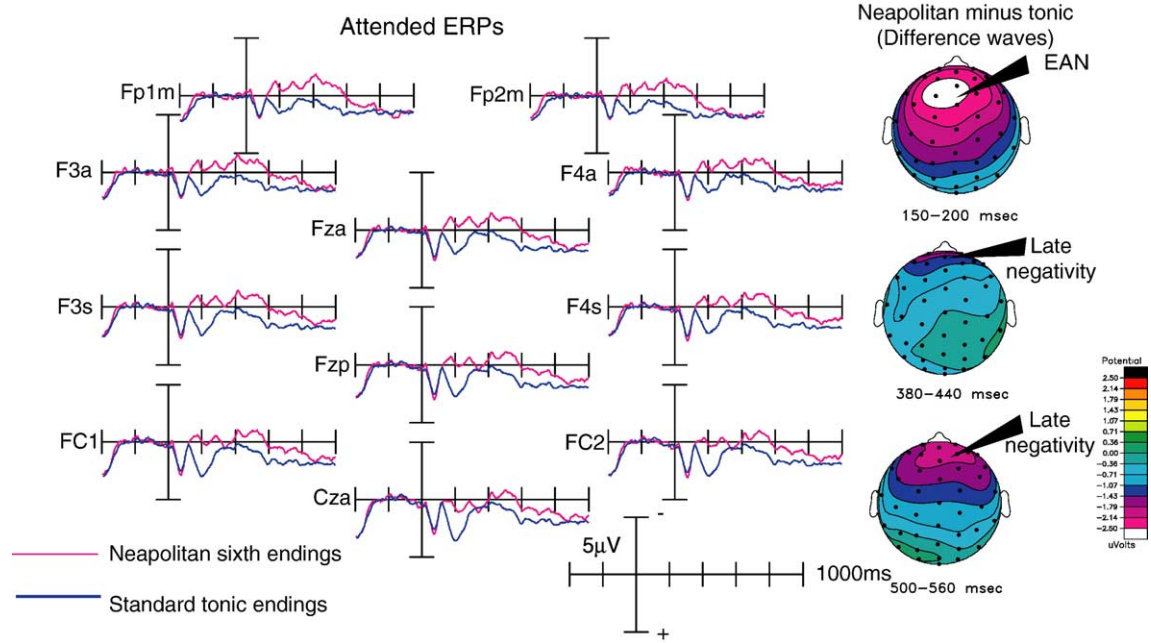 Attended ERPs
Neapolitan minus tonic
(Difference waves)
EAN
Fp1m
Fp2m
F3a
F4a
150–200 msec
Fza
Late
negativity
F3s
F4s
Fzp
380–440 msec
Potential
2.50
2.14
1.79
1.43
1.07
0.71
0.36
0.00
-0.36
-0.71
-1.07
-1.43
-1.79
-2.14
-2.50
uVolts
FC1
FC2
Late
negativity
Cza
-
5µV
1000ms
+
500–560 msec
Neapolitan sixth endings
Standard tonic endings